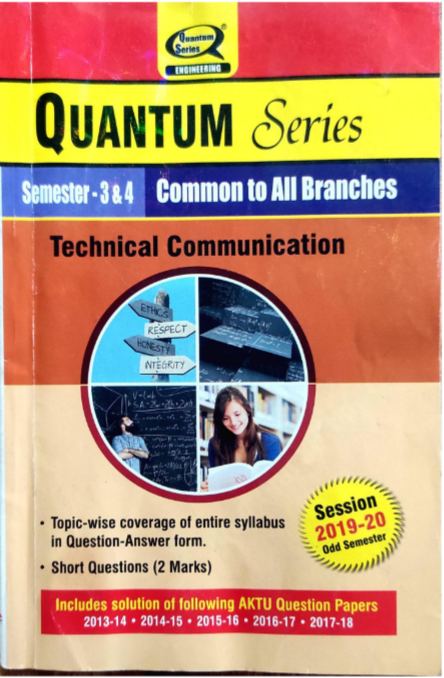 Quantum
Series
ENGINEERING
QUANTUM Series
Semester - 3 & 4 Common to All Branches
Technical Communication
ETHICS
RESPECT
HONESTY
INTEGRITY
Session
2019-20
Odd Semester
• Topic-wise coverage of entire syllabus
in Question-Answer form.
• Short Questions (2 Marks)
Includes solution of following AKTU Question Papers
2013-14 • 2014-15 • 2015-16 • 2016-17 • 2017-18